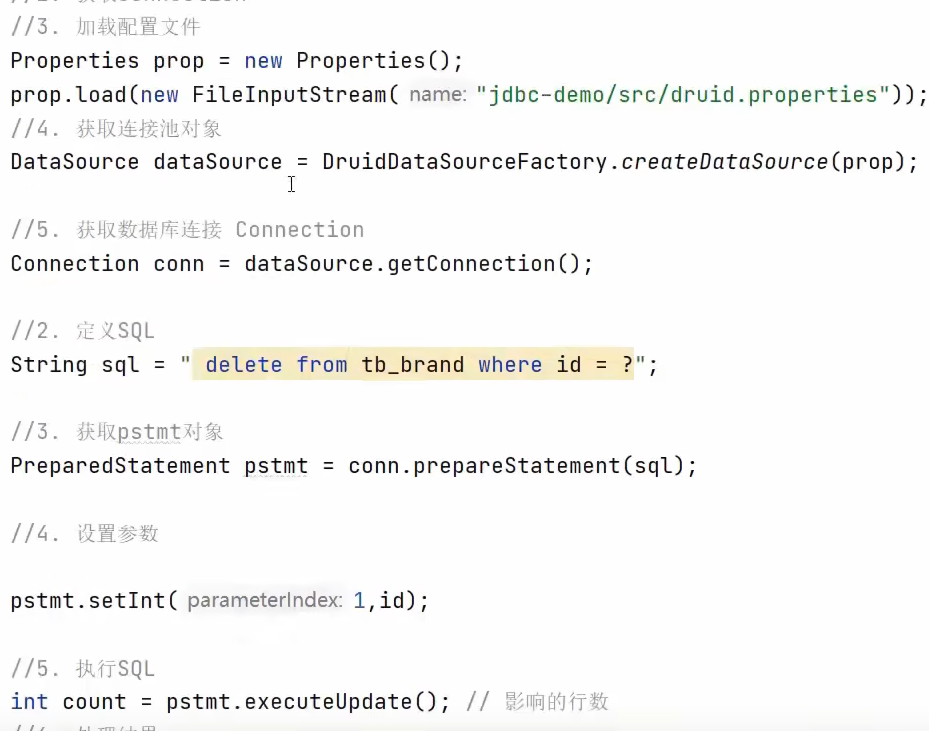 //3. 加载配置文件
Properties prop = new Properties();
prop.load(new FileInputStream( name: "jdbc-demo/src/druid.properties"));
//4. 获取连接池对象
DataSource dataSource = DruidDataSourceFactory.createDataSource(prop);
//5. 获取数据库连接 Connection
Connection conn = dataSource.getConnection();
//2. 定义SQL
String sql = " delete from tb_brand where id = ?";
//3. 获取pstmt对象
PreparedStatement pstmt = conn.prepareStatement(sql);
//4. 设置参数
pstmt.setInt( parameterIndex: 1,id);
//5. 执行SQL
int count = pstmt.executeUpdate(); // 影响的行数